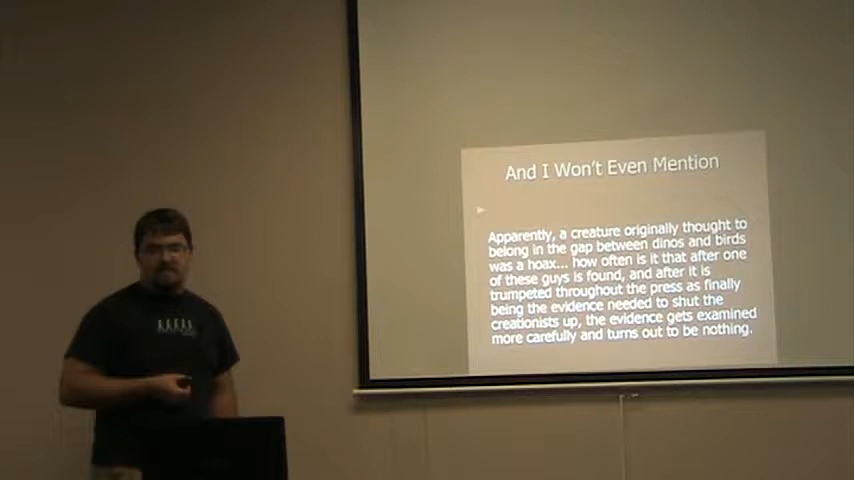 And I Won't Even Mention
Apparently, a creature originally thought to
belong in the gap between dinos and birds
was a hoax... how often is it that after one
of these guys is found, and after it is
trumpeted throughout the press as finally
being the evidence needed to shut the
creationists up, the evidence gets examined
more carefully and turns out to be nothing.